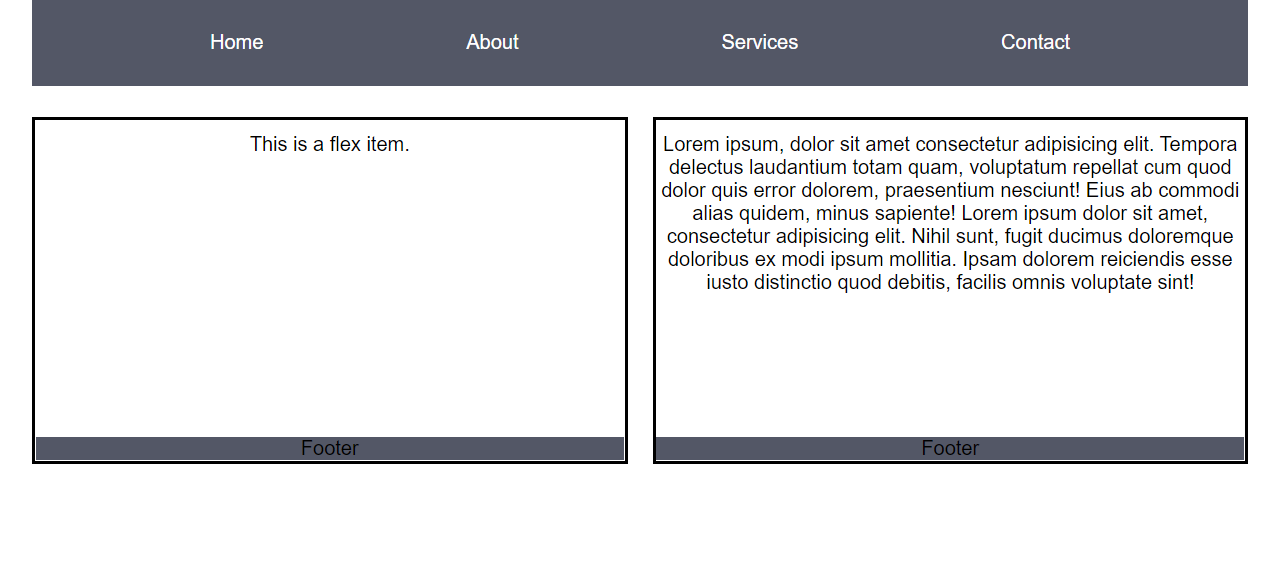 Home About Services Contact
This is a flex item.
Lorem ipsum, dolor sit amet consectetur adipisicing elit. Tempora
delectus laudantium totam quam, voluptatum repellat cum quod
dolor quis error dolorem, praesentium nesciunt! Eius ab commodi
alias quidem, minus sapiente! Lorem ipsum dolor sit amet,
consectetur adipisicing elit. Nihil sunt, fugit ducimus doloremque
doloribus ex modi ipsum mollitia. Ipsam dolorem reiciendis esse
iusto distinctio quod debitis, facilis omnis voluptate sint!
Footer
Footer